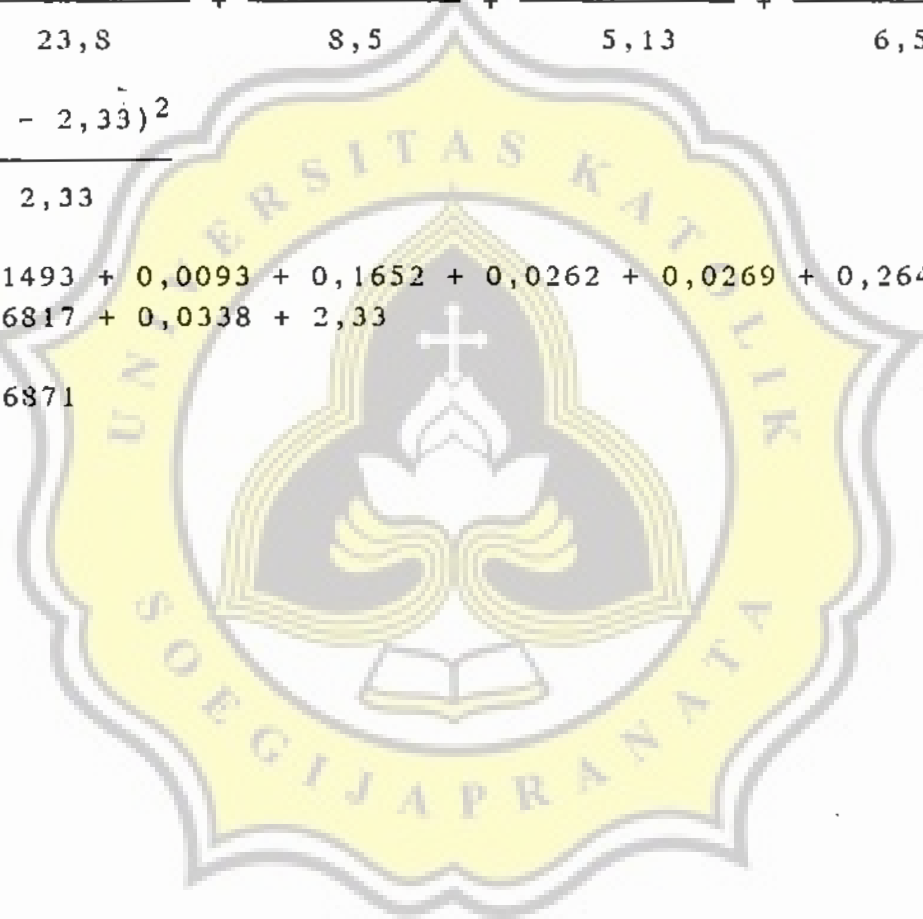 + + +
23,8 8,5 5,13 6,5
- 2,33)²
2,33
1493 + 0,0093 + 0,1652 + 0,0262 + 0,0269 + 0,264
6817 + 0,0338 + 2,33
6871
UNIVERSITAS KATOLIK
SOEGIJAPRANATA